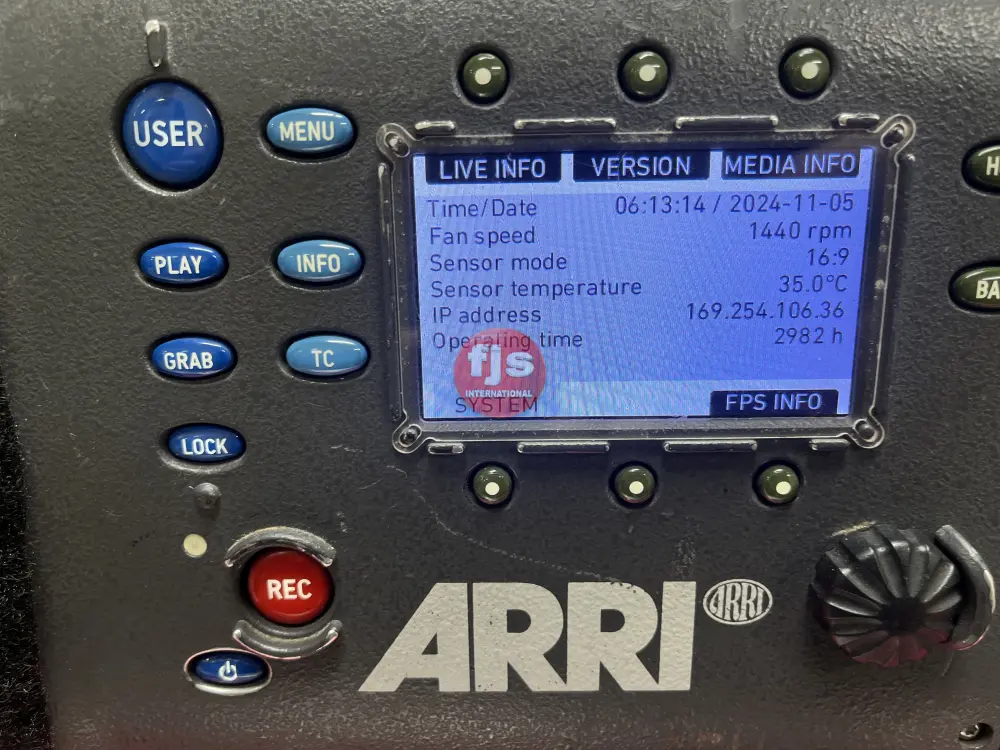 USER
MENU
LIVE INFO VERSION MEDIA INFO
Time/Date 06:13:14 / 2024-11-05
Fan speed 1440 rpm
Sensor mode 16:9
Sensor temperature 35.0°C
IP address 169.254.106.36
Operating time 2982 h
fjs
INTERNATIONAL
SYSTEM
FPS INFO
PLAY
INFO
GRAB
TC
LOCK
REC
ARRI
ARRI